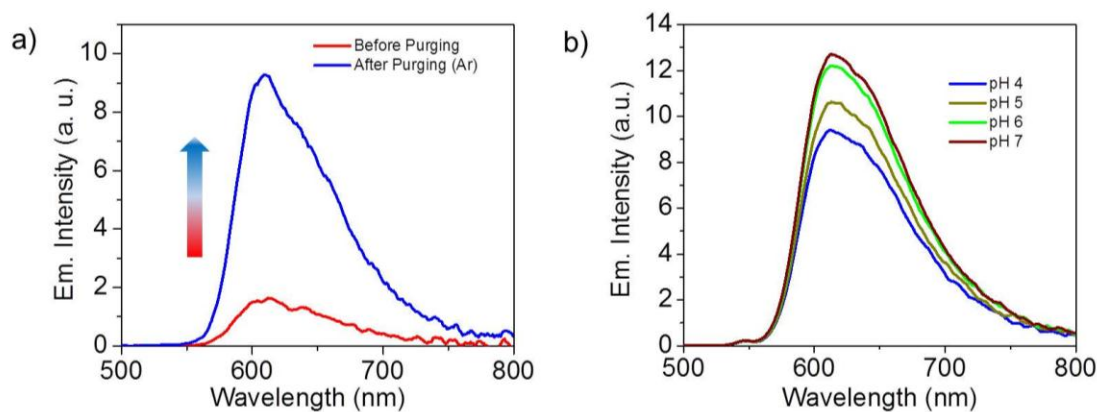 a)
Em. Intensity (a. u.)
10
8
6
4
2
0
500
600
700
800
Wavelength (nm)
Before Purging
After Purging (Ar)
b)
Em. Intensity (a.u.)
14
12
10
8
6
4
2
0
500
600
700
800
Wavelength (nm)
pH 4
pH 5
pH 6
pH 7